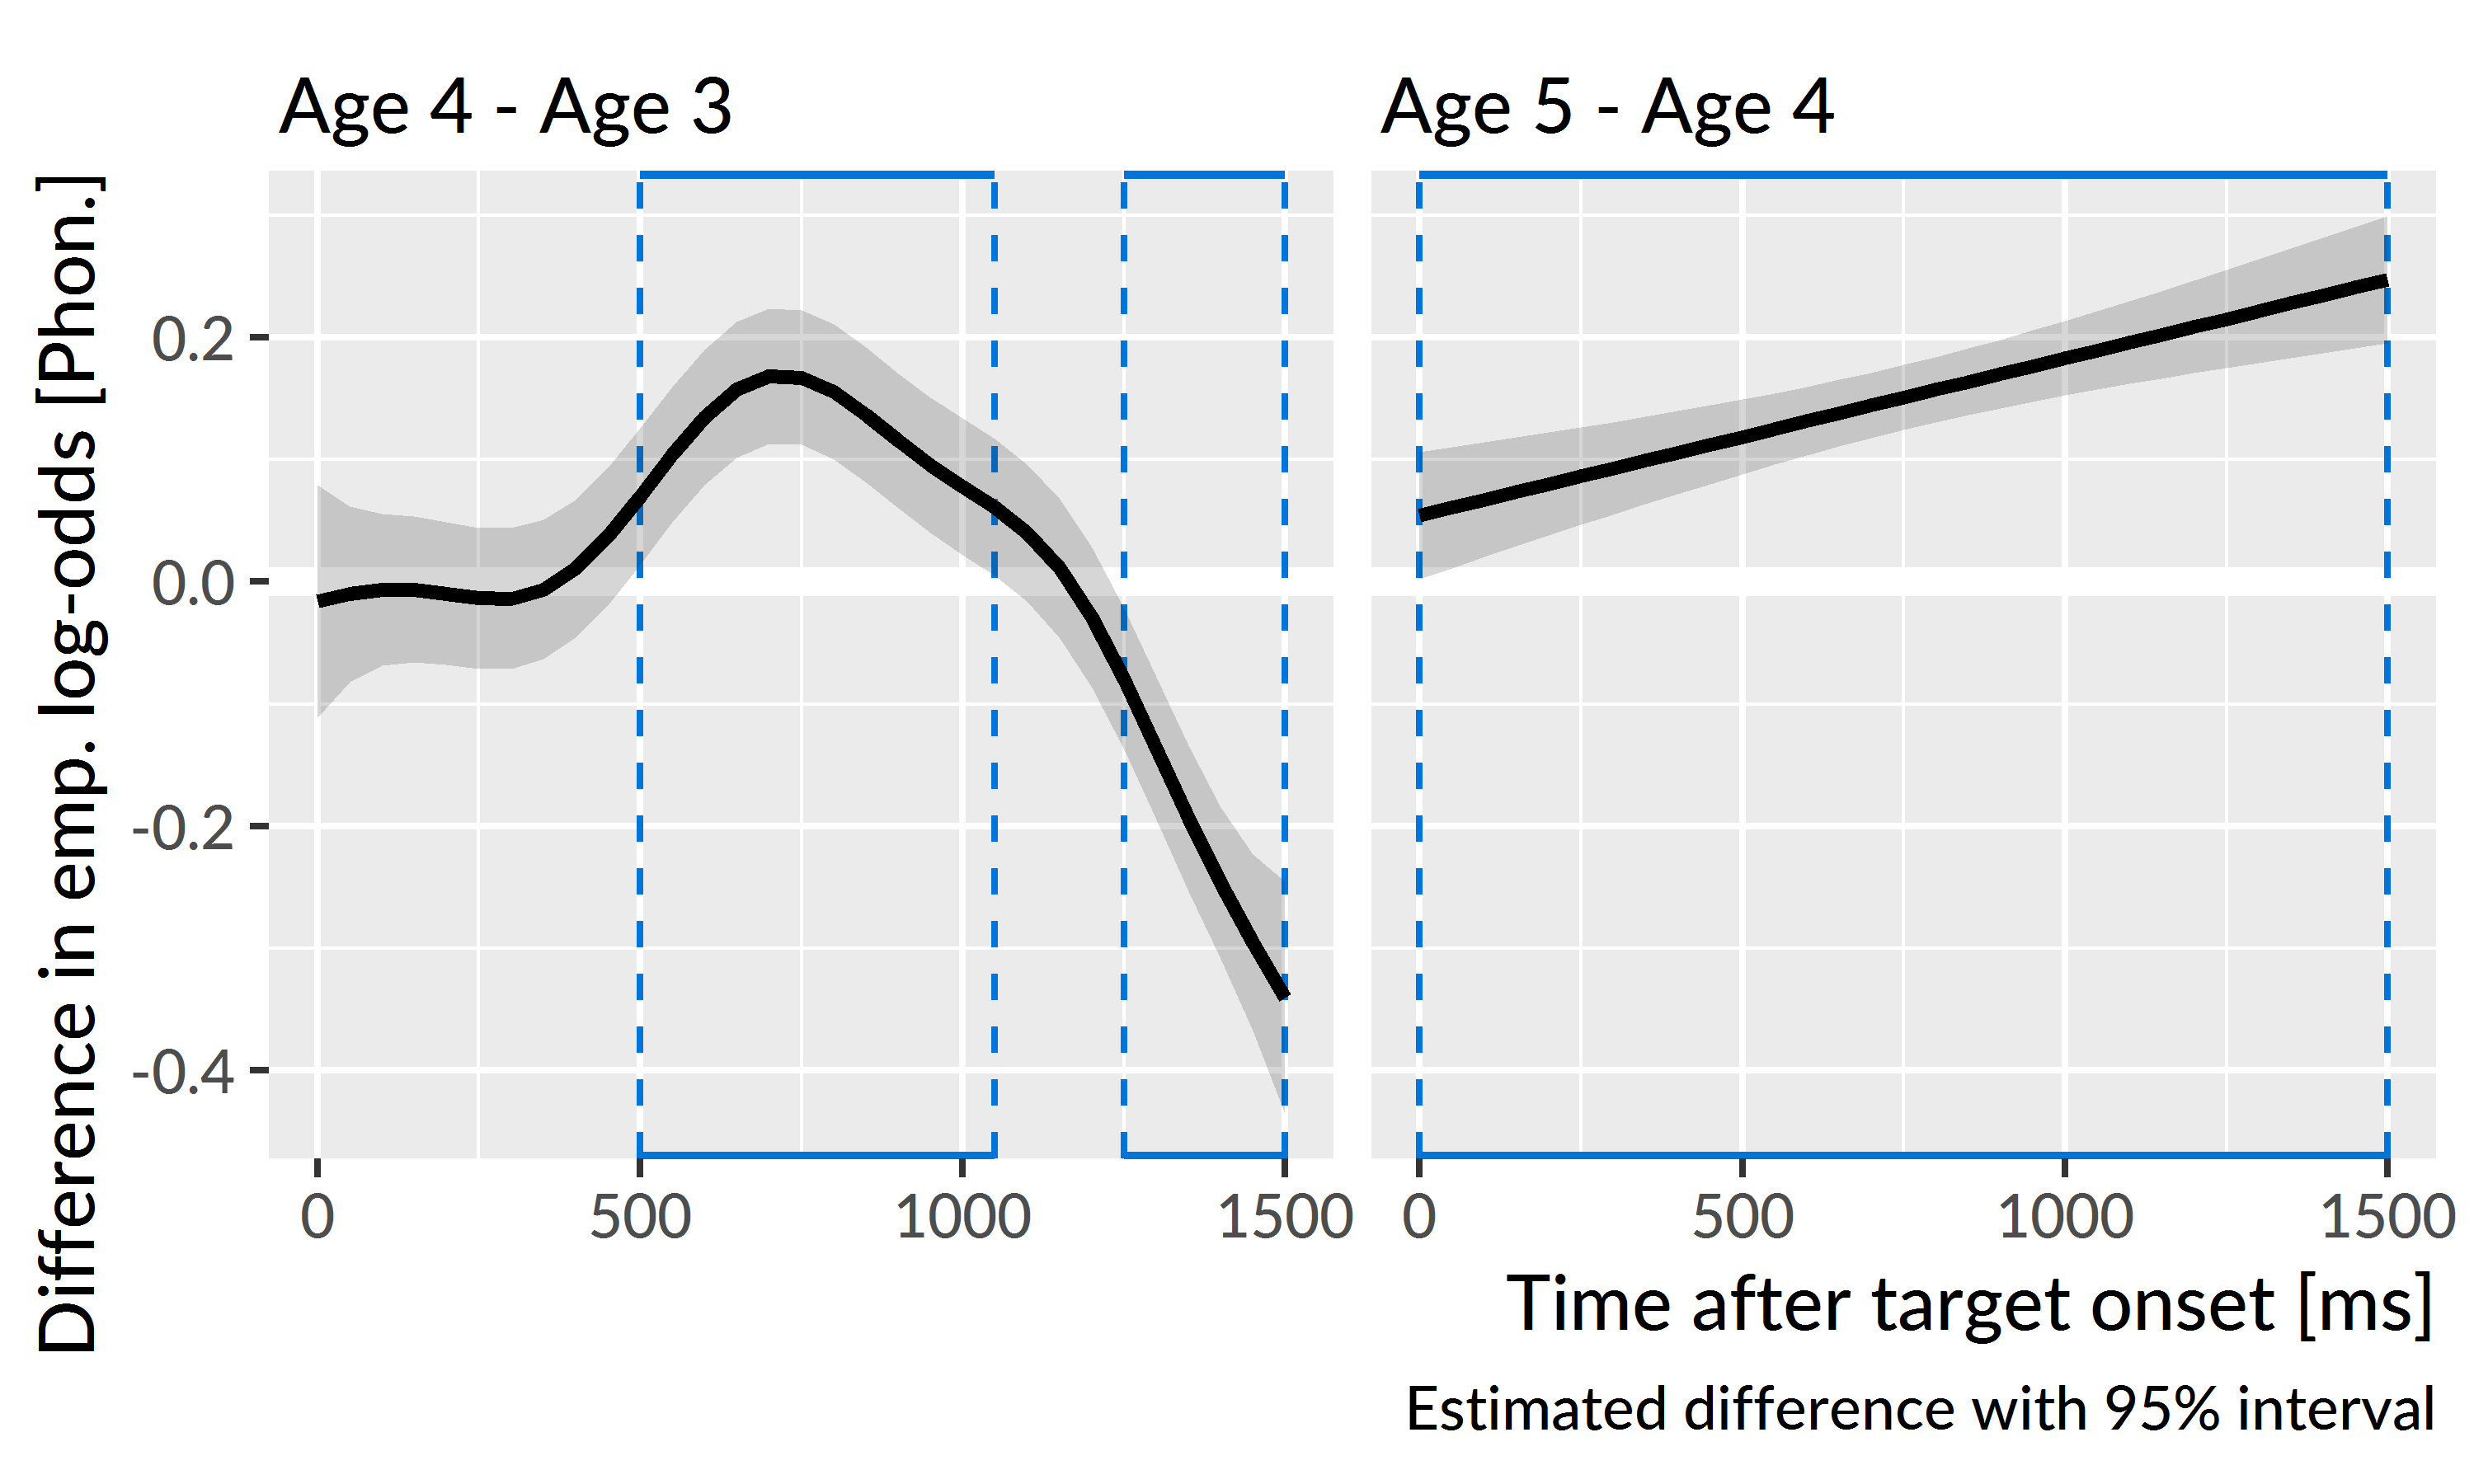 Age 4 - Age 3
Age 5 - Age 4
Difference in emp. log-odds [Phon.]
0.2
0.0
-0.2
-0.4
0 500 1000 1500
0 500 1000 1500
Time after target onset [ms]
Estimated difference with 95% interval